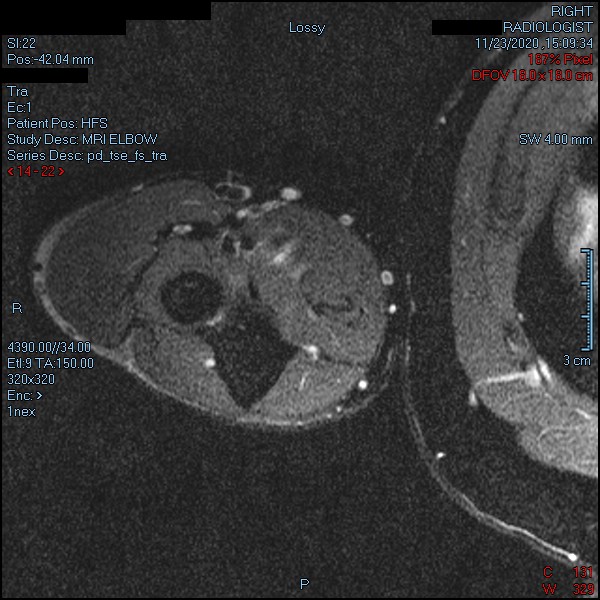 Lossy
RIGHT
RADIOLOGIST
11/23/2020 ,15:09:34
187% Pixel
DFOV 18.0 x 18.0 cm
SW 4.00 mm
SI:22
Pos:-42.04 mm
Tra
Ec:1
Patient Pos: HFS
Study Desc: MRI ELBOW
Series Desc: pd_tse_fs_tra
< 14 - 22 >
R
4390.00//34.00
Etl:9 TA:150.00
320x320
Enc: >
1nex
3 cm
P
C 131
W 323